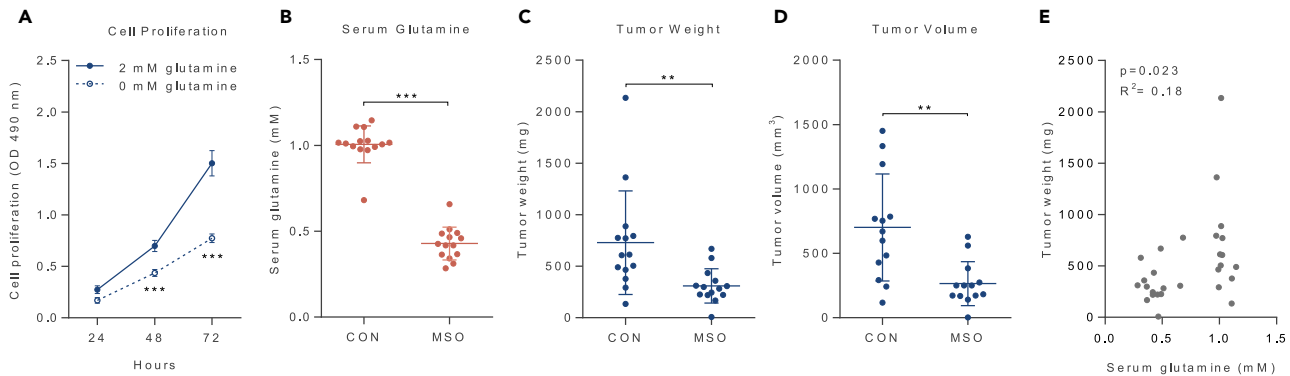 A
Cell Proliferation
2 mM glutamine
0 mM glutamine
Cell proliferation (OD 490 nm)
2.5
2.0
1.5
1.0
0.5
0.0
***
***
24 48 72
Hours
B
Serum Glutamine
Serum glutamine (mM)
1.5
1.0
0.5
0.0
***
CON MSO
C
Tumor Weight
Tumor weight (mg)
2500
2000
1500
1000
500
0
**
CON MSO
D
Tumor Volume
Tumor volume (mm³)
2000
1500
1000
500
0
**
CON MSO
E
p=0.023
R²= 0.18
Tumor weight (mg)
2500
2000
1500
1000
500
0
0.0 0.5 1.0 1.5
Serum glutamine (mM)